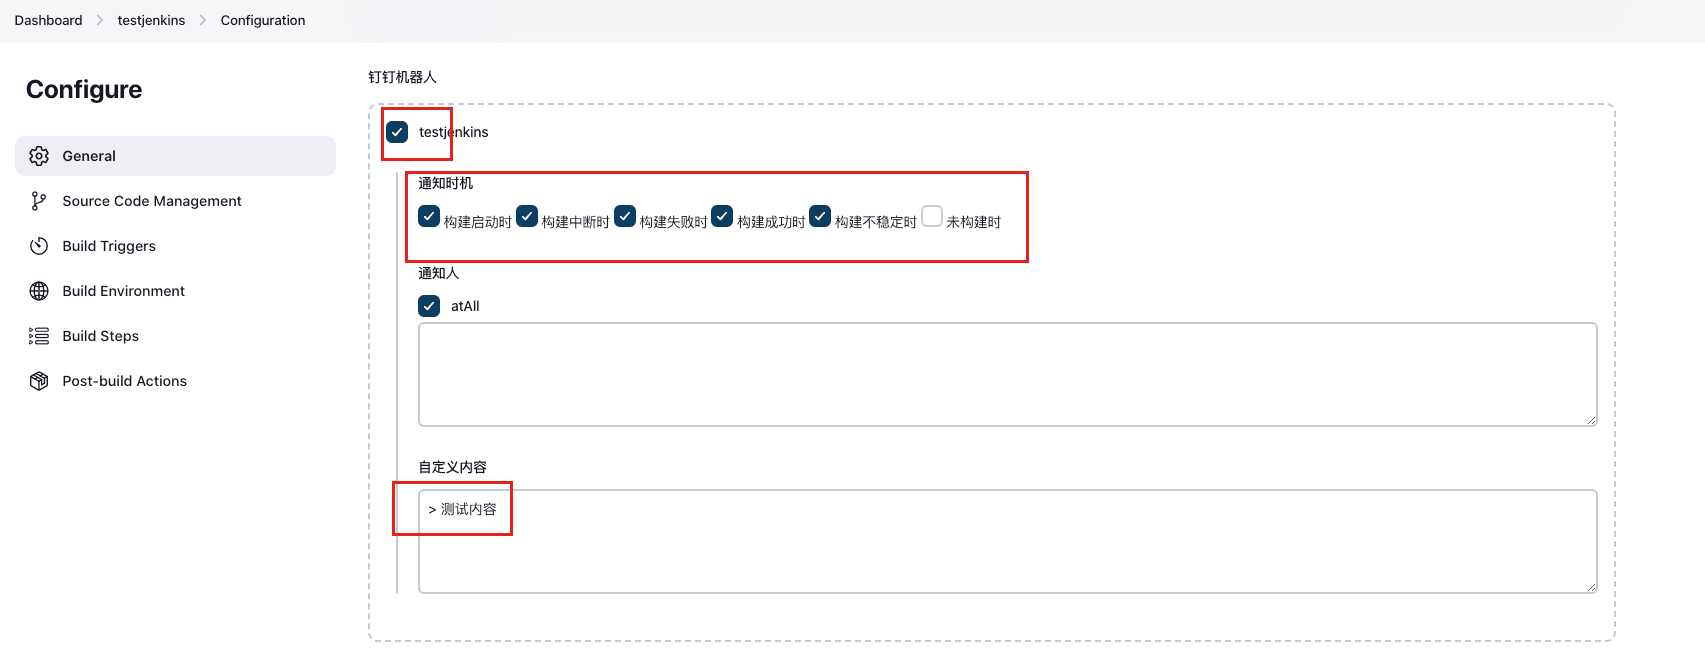 Dashboard > testjenkins > Configuration
Configure
General
Source Code Management
Build Triggers
Build Environment
Build Steps
Post-build Actions
钉钉机器人
testjenkins
通知时机
构建启动时 构建中断时 构建失败时 构建成功时 构建不稳定时 未构建时
通知人
atAll
自定义内容
> 测试内容